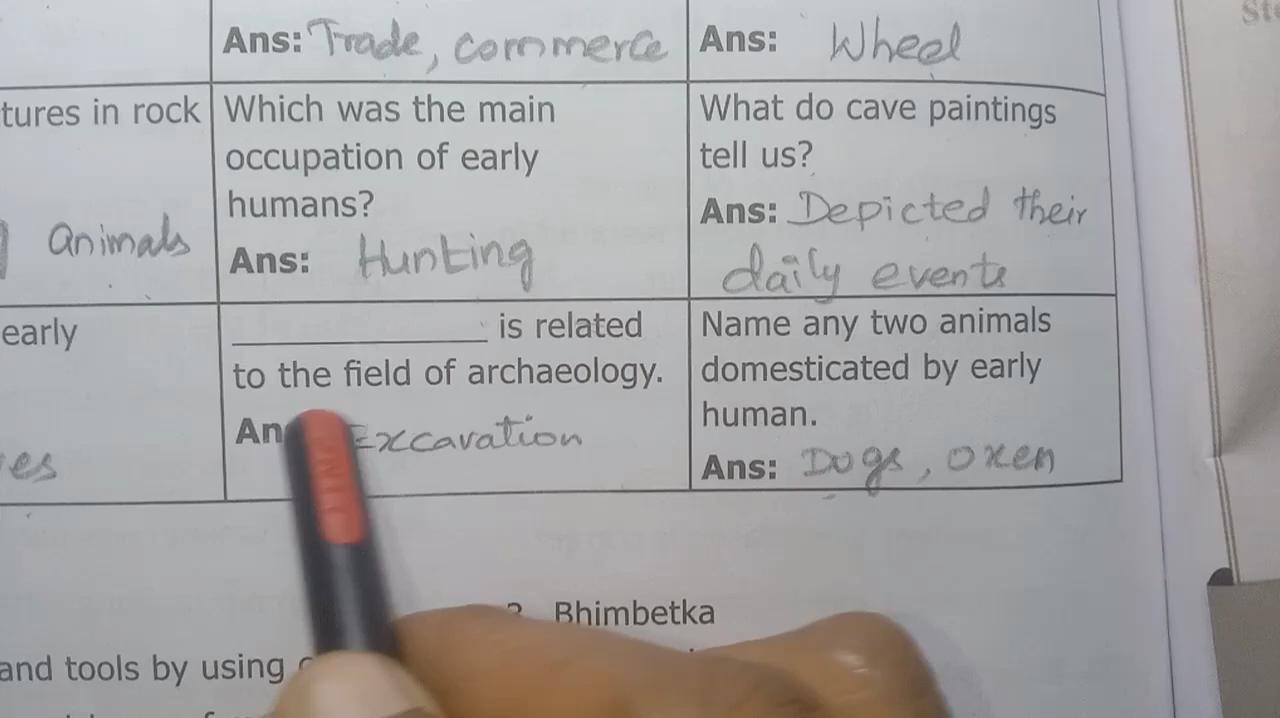 Ans: Trade, commerce
Ans: Wheel
tures in rock
animals
Which was the main
occupation of early
humans?
Ans: Hunting
What do cave paintings
tell us?
Ans: Depicted their
daily events
early
es
____________ is related
to the field of archaeology.
An Excavation
Name any two animals
domesticated by early
human.
Ans: Dogs, oxen
Bhimbetka
and tools by using